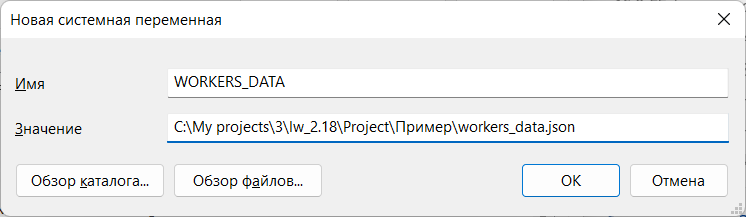 Новая системная переменная
Имя
WORKERS_DATA
Значение
C:\My projects\3\lw_2.18\Project\Пример\workers_data.json
Обзор каталога...
Обзор файлов...
ОК
Отмена